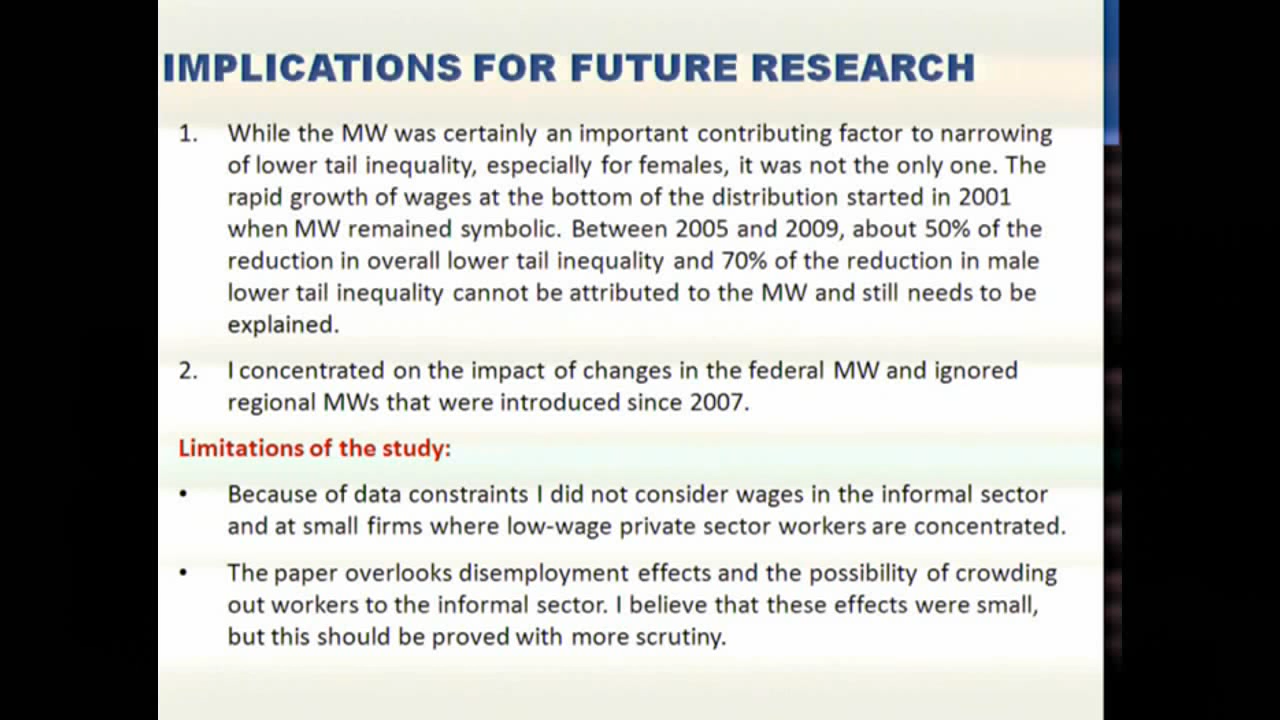 IMPLICATIONS FOR FUTURE RESEARCH
1. While the MW was certainly an important contributing factor to narrowing
of lower tail inequality, especially for females, it was not the only one. The
rapid growth of wages at the bottom of the distribution started in 2001
when MW remained symbolic. Between 2005 and 2009, about 50% of the
reduction in overall lower tail inequality and 70% of the reduction in male
lower tail inequality cannot be attributed to the MW and still needs to be
explained.
2. I concentrated on the impact of changes in the federal MW and ignored
regional MWs that were introduced since 2007.
Limitations of the study:
• Because of data constraints I did not consider wages in the informal sector
and at small firms where low-wage private sector workers are concentrated.
• The paper overlooks disemployment effects and the possibility of crowding
out workers to the informal sector. I believe that these effects were small,
but this should be proved with more scrutiny.